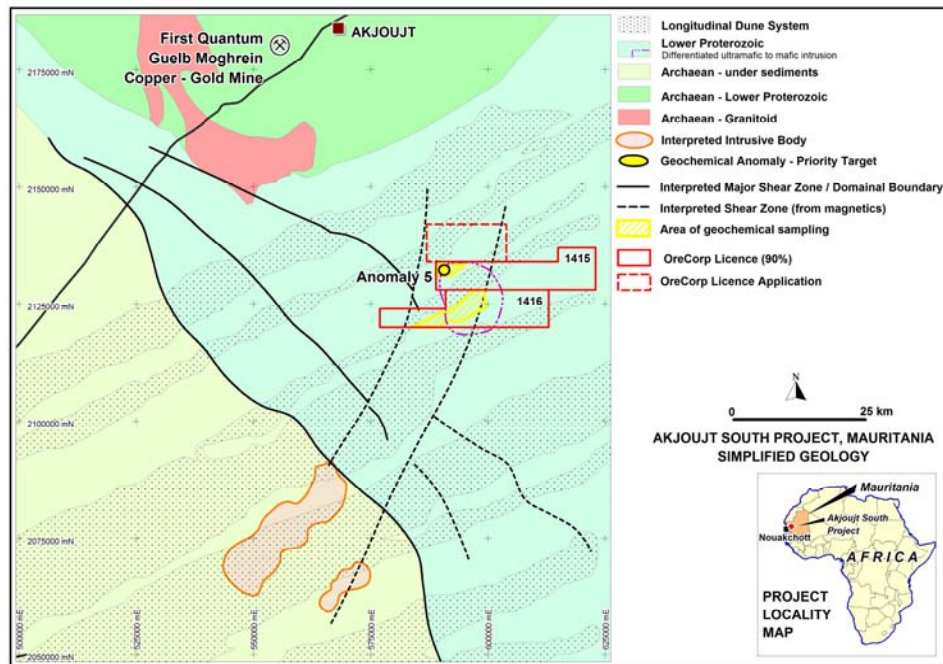 First Quantum
Guelb Moghrein
Copper - Gold Mine
AKJOUJT
2175000 mN
2150000 mN
Anomaly 5
1415
1416
2125000 mN
2100000 mN
2075000 mN
2050000 mN
500000 mE
525000 mE
550000 mE
575000 mE
600000 mE
625000 mE
Longitudinal Dune System
Lower Proterozoic
Differentiated ultramafic to mafic intrusion
Archaean - under sediments
Archaean - Lower Proterozoic
Archaean - Granitoid
Interpreted Intrusive Body
Geochemical Anomaly - Priority Target
Interpreted Major Shear Zone / Domainal Boundary
Interpreted Shear Zone (from magnetics)
Area of geochemical sampling
OreCorp Licence (90%)
OreCorp Licence Application
N
0 25 km
AKJOUJT SOUTH PROJECT, MAURITANIA
SIMPLIFIED GEOLOGY
Mauritania
Akjoujt South
Project
Nouakchott
AFRICA
PROJECT
LOCALITY
MAP